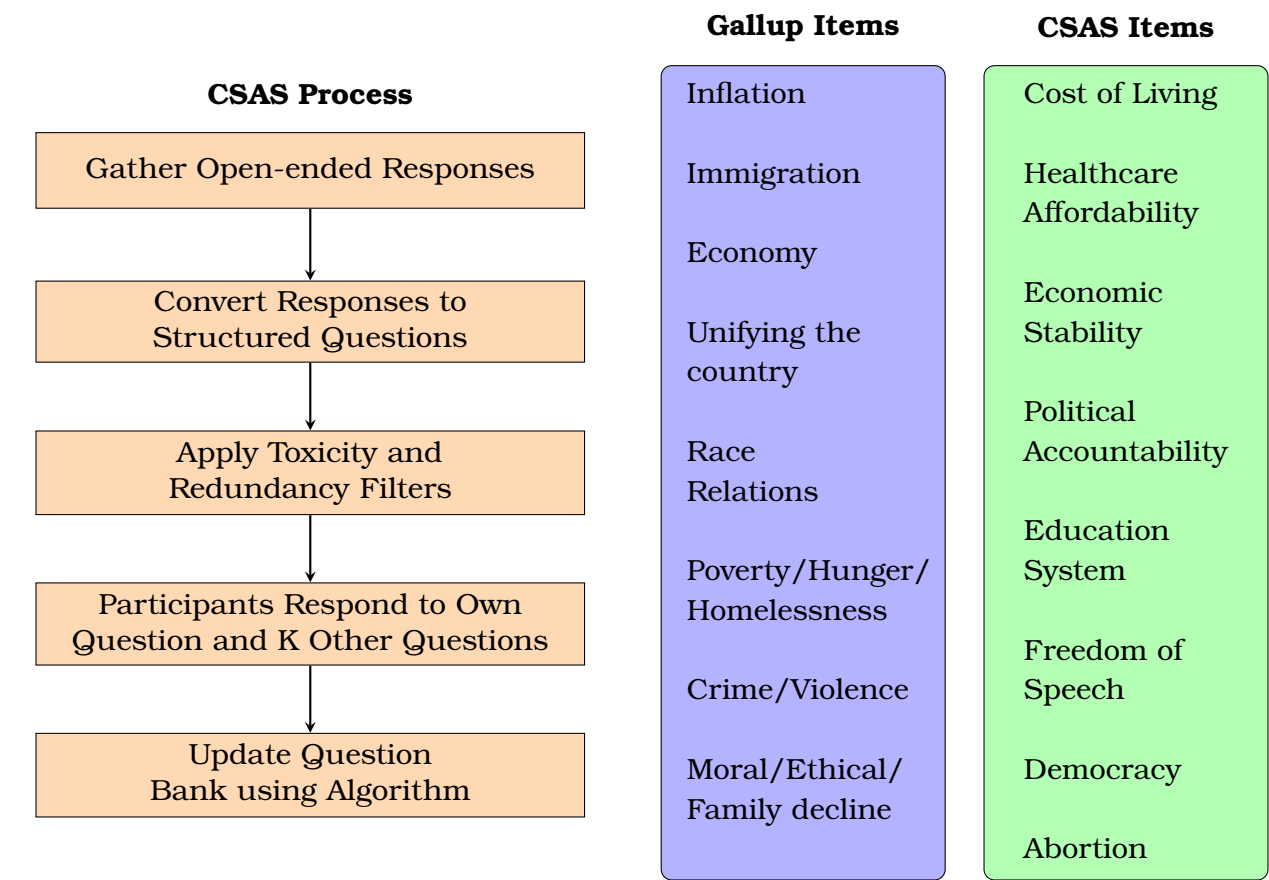 CSAS Process
Gather Open-ended Responses
Convert Responses to
Structured Questions
Apply Toxicity and
Redundancy Filters
Participants Respond to Own
Question and K Other Questions
Update Question
Bank using Algorithm
Gallup Items
Inflation
Immigration
Economy
Unifying the
country
Race
Relations
Poverty/Hunger/
Homelessness
Crime/Violence
Moral/Ethical/
Family decline
CSAS Items
Cost of Living
Healthcare
Affordability
Economic
Stability
Political
Accountability
Education
System
Freedom of
Speech
Democracy
Abortion